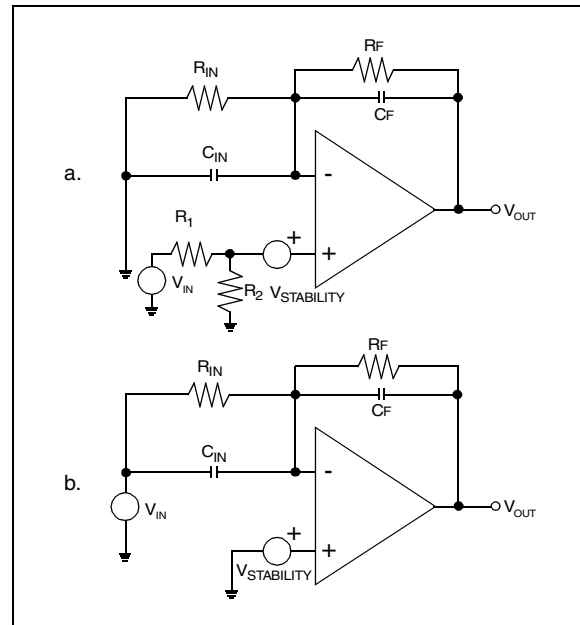 RF
RIN
CF
CIN
a.
-
R1
+
+
VOUT
VIN
R2
VSTABILITY
RF
RIN
CF
CIN
-
b.
VIN
+
+
VOUT
VSTABILITY